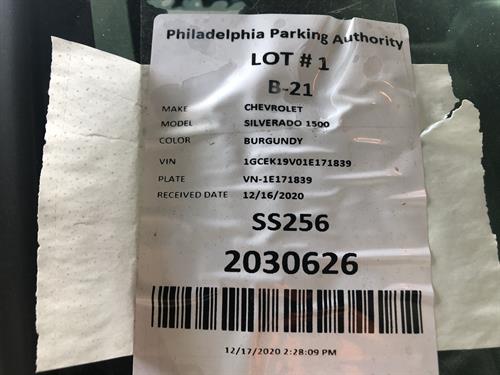 Philadelphia Parking Authority
LOT # 1
B-21
MAKE CHEVROLET
MODEL SILVERADO 1500
COLOR BURGUNDY
VIN 1GCEK19V01E171839
PLATE VN-1E171839
RECEIVED DATE 12/16/2020
SS256
2030626
12/17/2020 2:28:09 PM